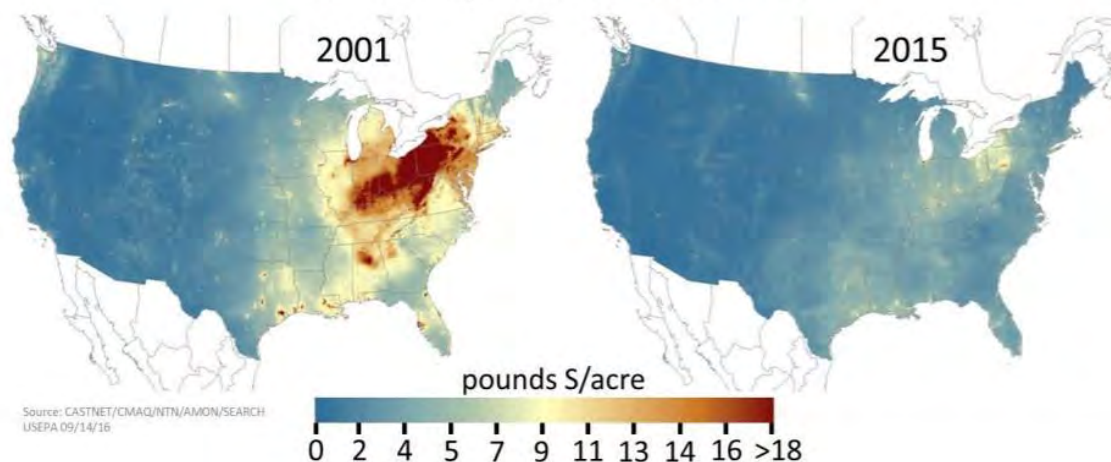 2001
2015
pounds S/acre
0 2 4 5 7 9 11 13 14 16 >18
Source: CASTNET/CMAQ/NTN/AMON/SEARCH
USEPA 09/14/16